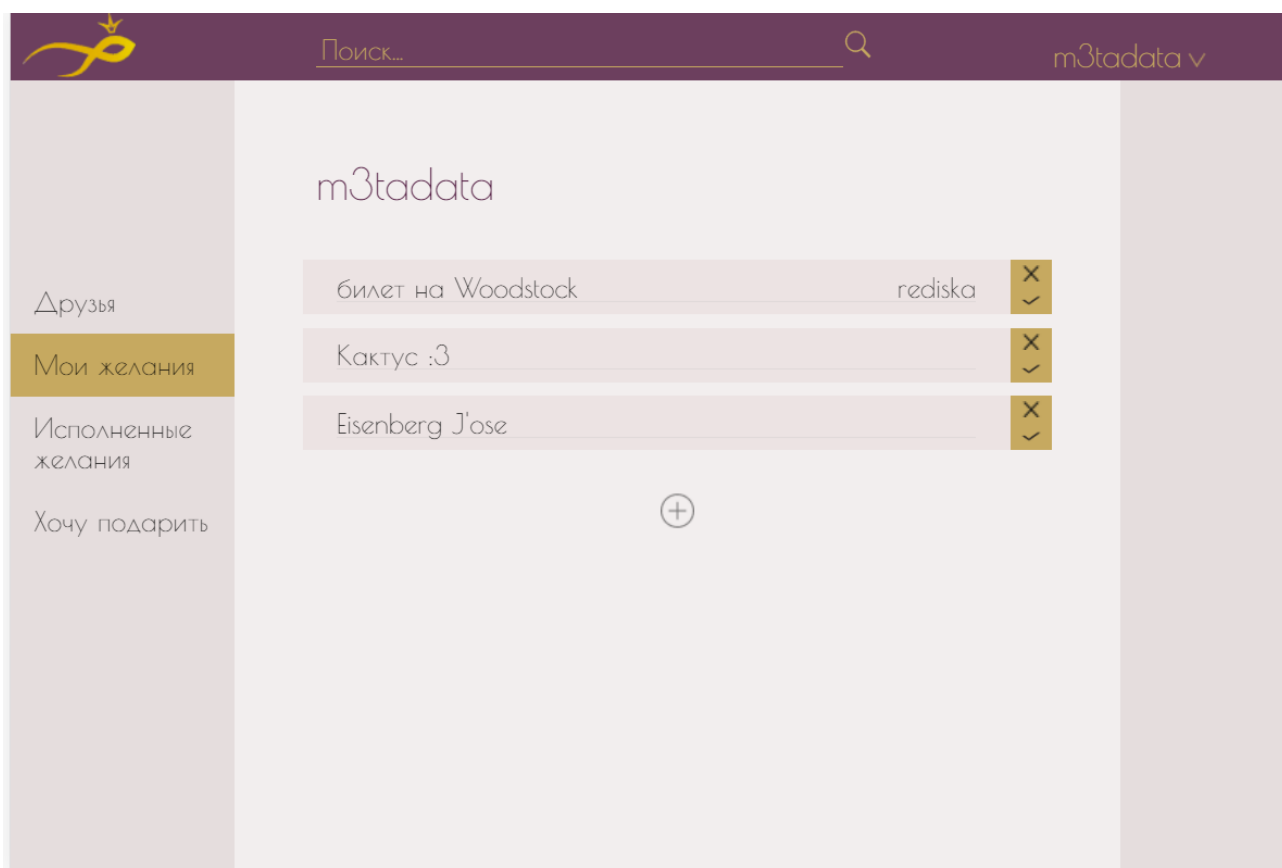 Поиск...
m3tadata
m3tadata
Друзья
Мои желания
Исполненные
желания
Хочу подарить
билет на Woodstock rediska
Кактус :3
Eisenberg J'ose